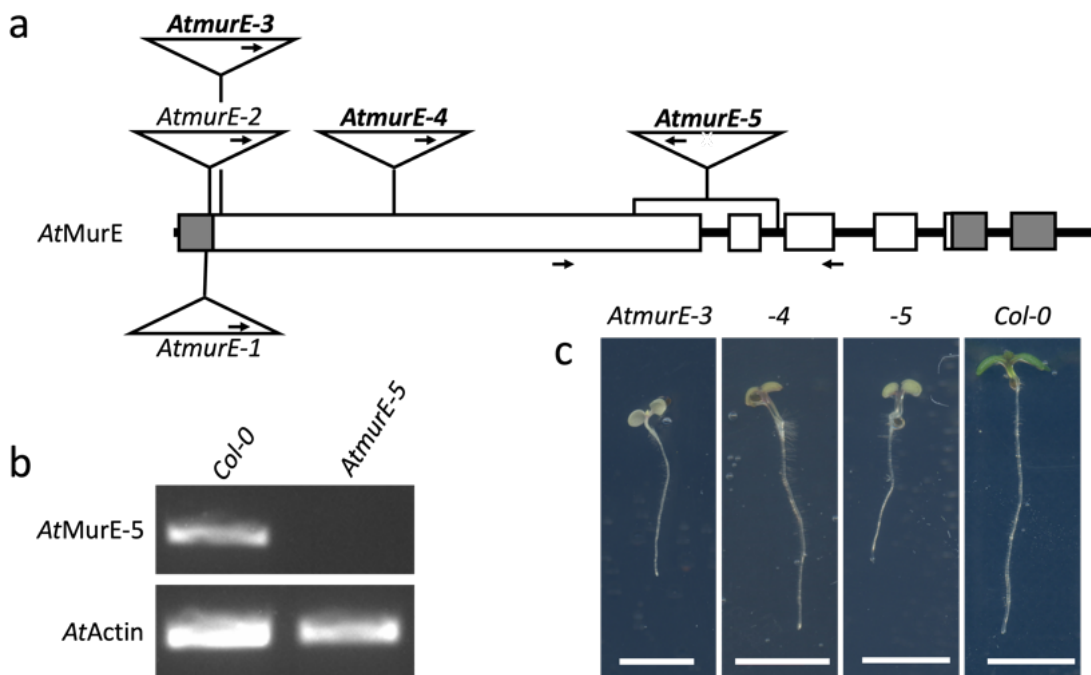 a
AtmurE-3
AtmurE-2
AtmurE-4
AtmurE-5
AtMurE
AtmurE-1
b
Col-0
AtmurE-5
AtMurE-5
AtActin
c
AtmurE-3 -4 -5 Col-0